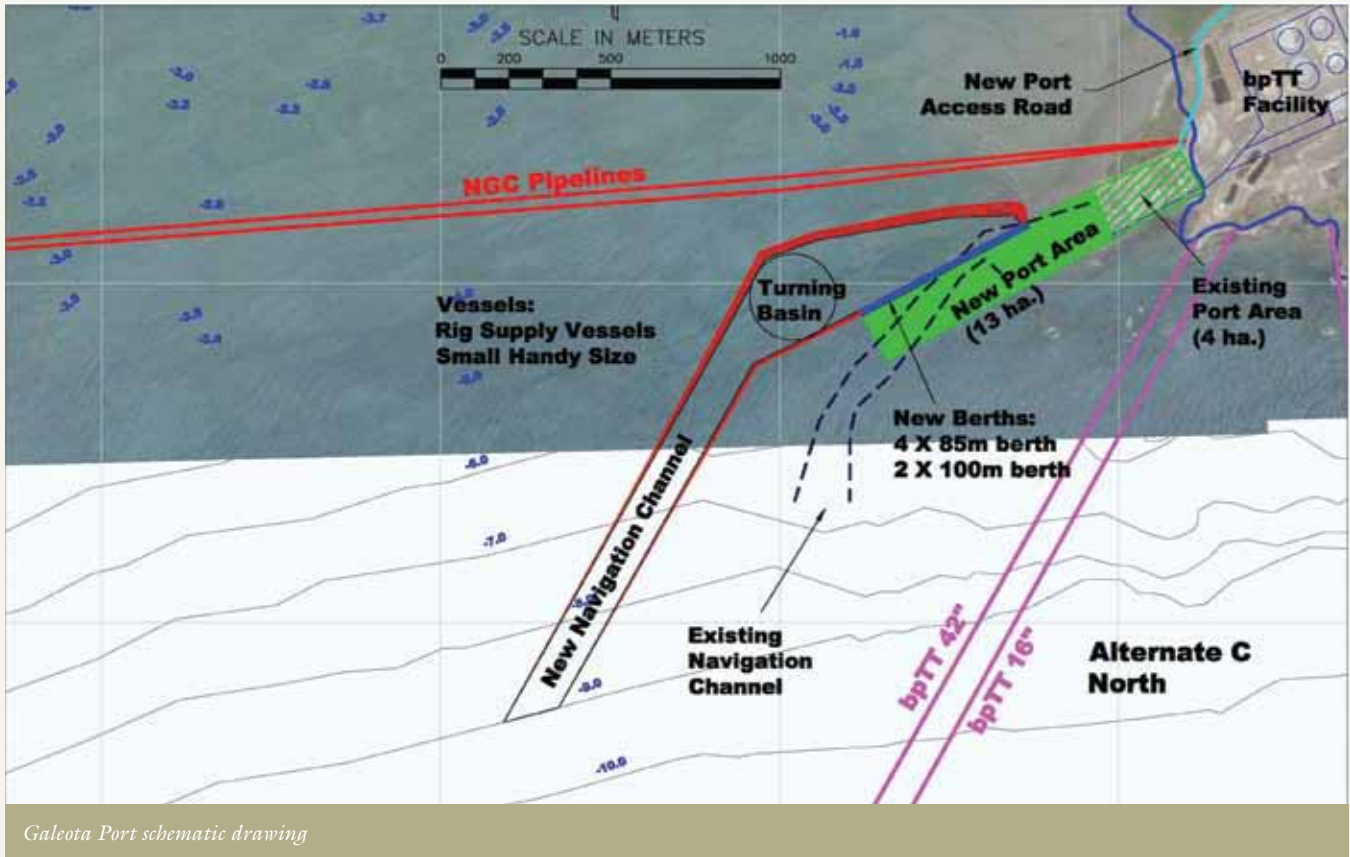 SCALE IN METERS
0 200 500 1000
New Port
Access Road
bpTT
Facility
NGC Pipelines
Vessels:
Rig Supply Vessels
Small Handy Size
Turning
Basin
New Port Area
(13 ha.)
Existing
Port Area
(4 ha.)
New Berths:
4 X 85m berth
2 X 100m berth
New Navigation Channel
Existing
Navigation
Channel
bpTT 42"
bpTT 16"
Alternate C
North
-6.0
-7.0
-9.0
-10.0
Galeota Port schematic drawing